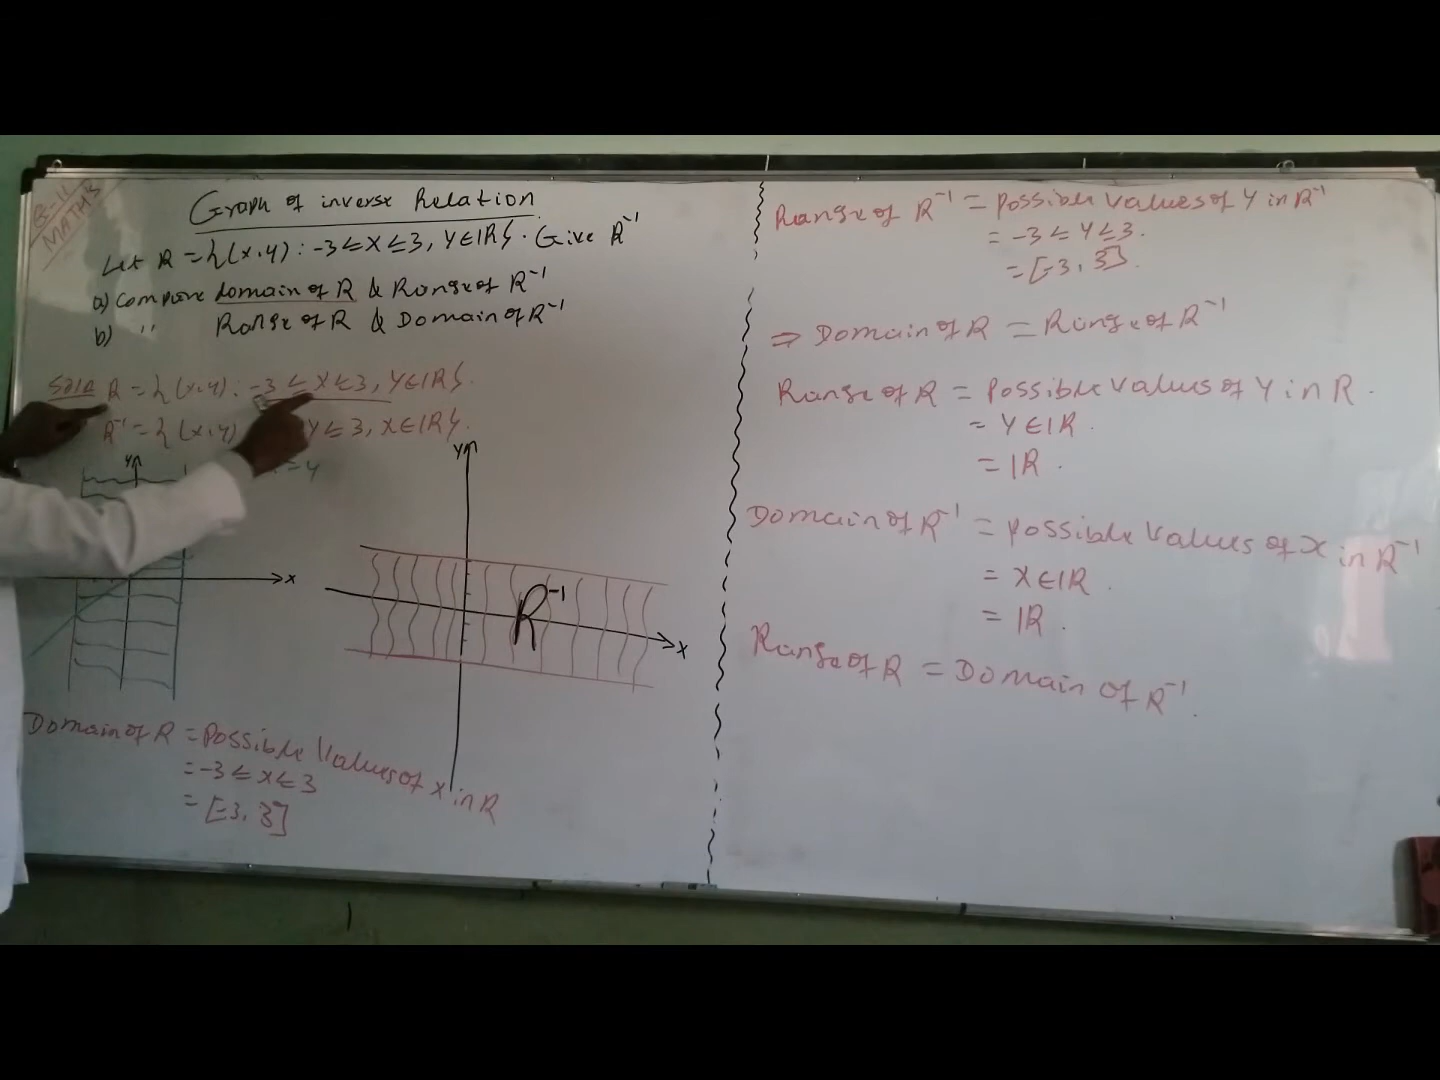 G-11
MATHS
Graph of inverse Relation
Let R = {(x,y) : -3 ≤ x ≤ 3, y ∈ IR}. Give R⁻¹
a) Compare domain of R & Range of R⁻¹
b) '' Range of R & Domain of R⁻¹
Soln R = {(x,y) : -3 ≤ x ≤ 3, y ∈ IR}.
R⁻¹ = {(x,y) y ≤ 3, x ∈ IR}.
= y
y
x
y
R⁻¹
x
Domain of R = Possible Values of x in R
= -3 ≤ x ≤ 3
= [-3, 3]
Range of R⁻¹ = possible values of y in R⁻¹
= -3 ≤ y ≤ 3.
= [-3, 3].
⇒ Domain of R = Range of R⁻¹
Range of R = Possible Values of y in R.
= y ∈ IR.
= IR.
Domain of R⁻¹ = possible Values of x in R⁻¹
= x ∈ IR.
= IR.
Range of R = Domain of R⁻¹.